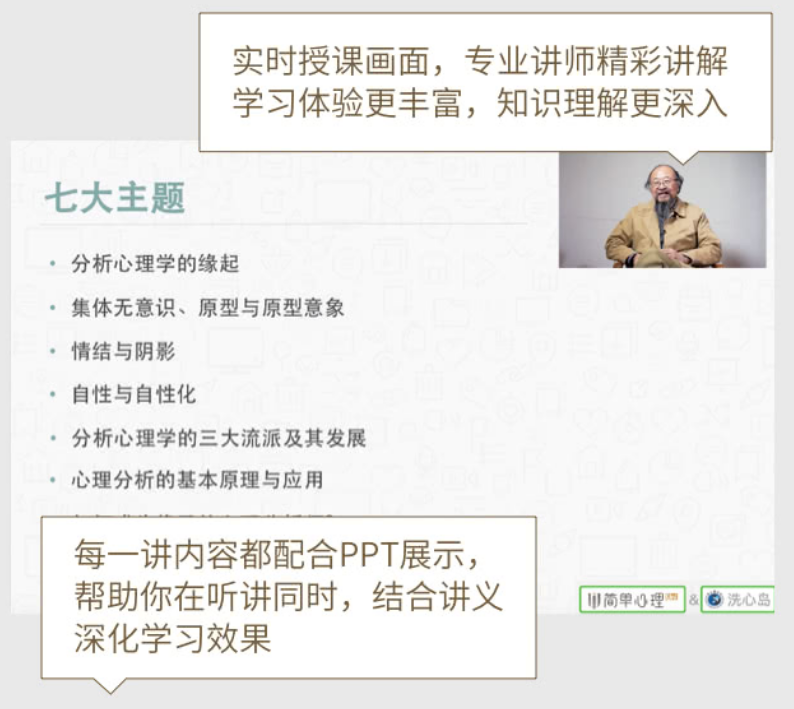 实时授课画面，专业讲师精彩讲解
学习体验更丰富，知识理解更深入
七大主题
• 分析心理学的缘起
• 集体无意识、原型与原型意象
• 情结与阴影
• 自性与自性化
• 分析心理学的三大流派及其发展
• 心理分析的基本原理与应用
每一讲内容都配合PPT展示，
帮助你在听讲同时，结合讲义
深化学习效果
简单心理
&
洗心岛